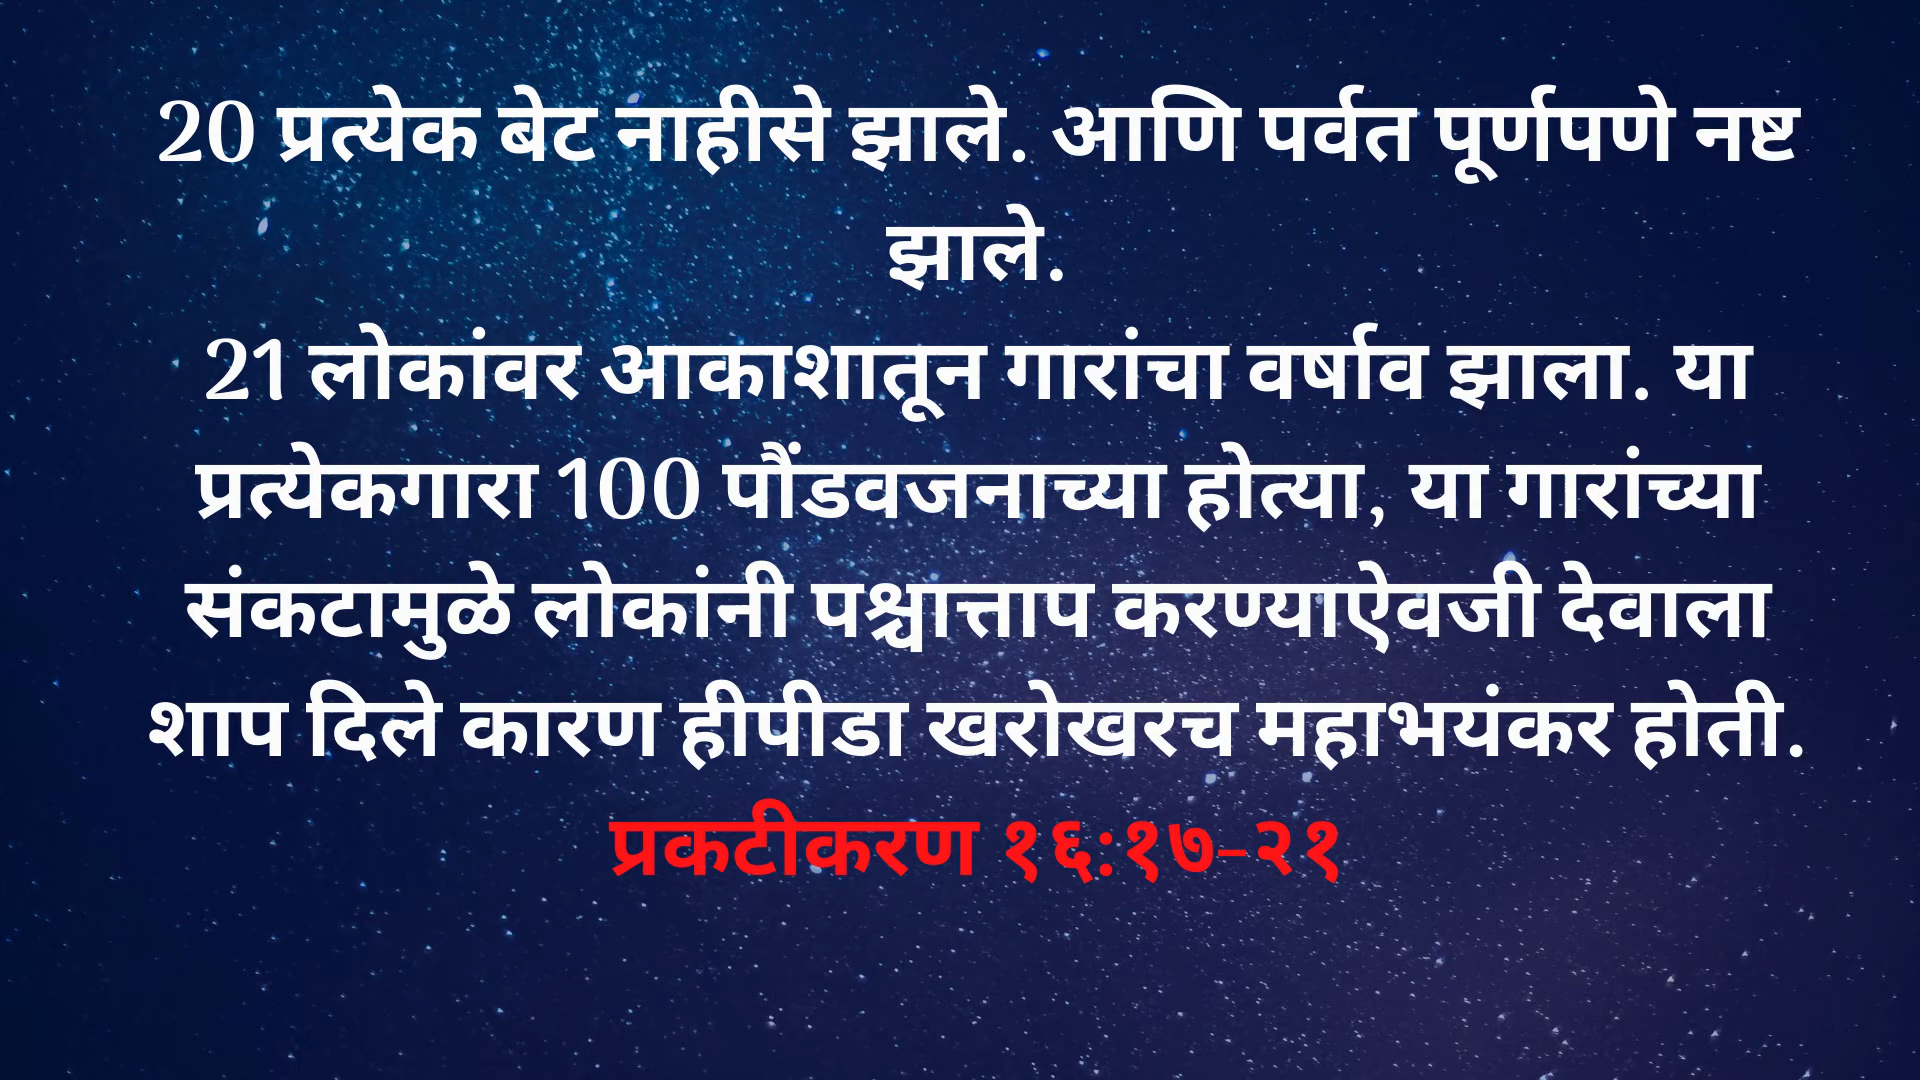 20 प्रत्येक बेट नाहीसे झाले. आणि पर्वत पूर्णपणे नष्ट
झाले.
21 लोकांवर आकाशातून गारांचा वर्षाव झाला. या
प्रत्येकगारा 100 पौंडवजनाच्या होत्या, या गारांच्या
संकटामुळे लोकांनी पश्चात्ताप करण्याऐवजी देवाला
शाप दिले कारण हीपीडा खरोखरच महाभयंकर होती.
प्रकटीकरण १६:१७-२१